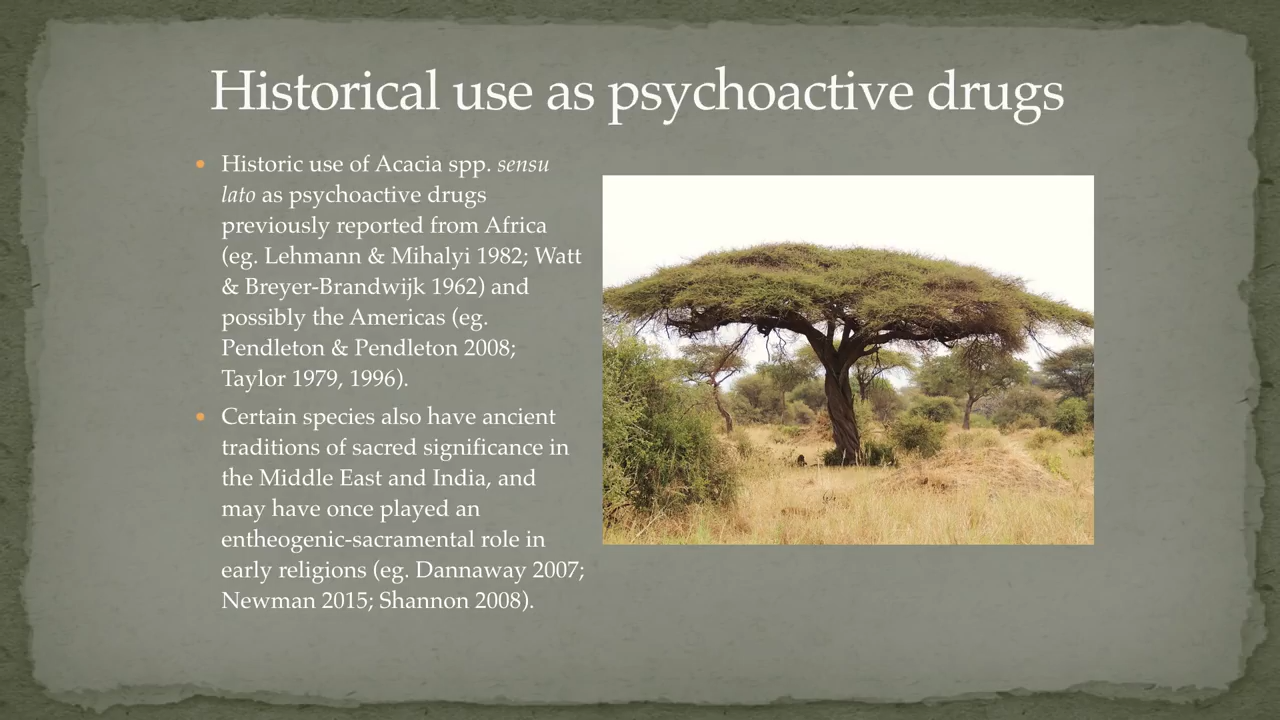 Historical use as psychoactive drugs
Historic use of Acacia spp. sensu
lato as psychoactive drugs
previously reported from Africa
(eg. Lehmann & Mihalyi 1982; Watt
& Breyer-Brandwijk 1962) and
possibly the Americas (eg.
Pendleton & Pendleton 2008;
Taylor 1979, 1996).
Certain species also have ancient
traditions of sacred significance in
the Middle East and India, and
may have once played an
entheogenic-sacramental role in
early religions (eg. Dannaway 2007;
Newman 2015; Shannon 2008).